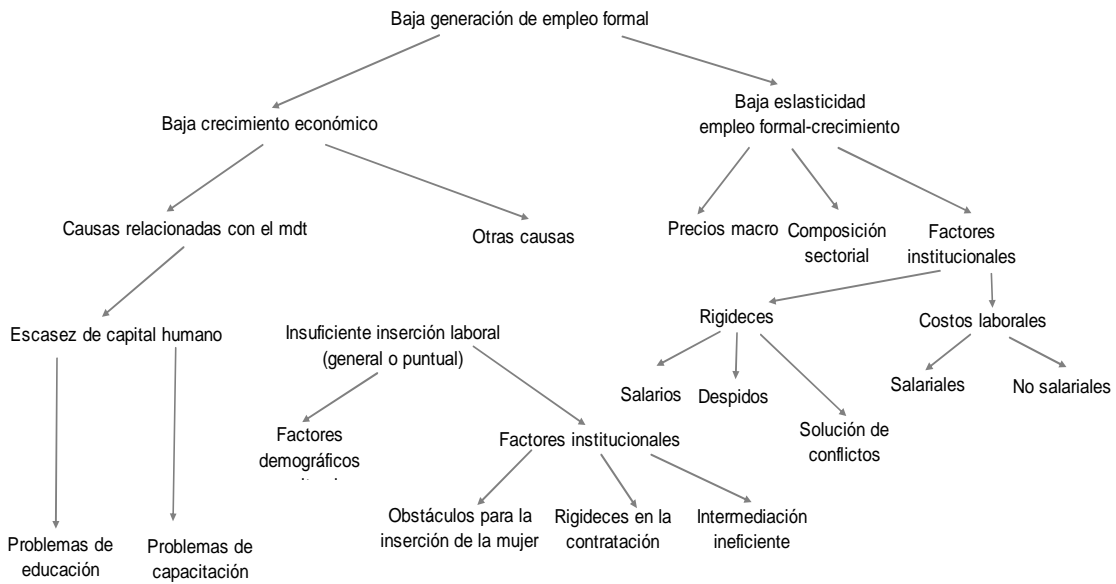 Baja generación de empleo formal
Baja crecimiento económico
Baja eslasticidad
empleo formal-crecimiento
Causas relacionadas con el mdt
Otras causas
Precios macro
Composición
sectorial
Factores
institucionales
Escasez de capital humano
Insuficiente inserción laboral
(general o puntual)
Rigideces
Costos laborales
Salarios
Despidos
Solución de
conflictos
Salariales
No salariales
Factores
demográficos
Factores institucionales
Obstáculos para la
inserción de la mujer
Rigideces en la
contratación
Intermediación
ineficiente
Problemas de
educación
Problemas de
capacitación